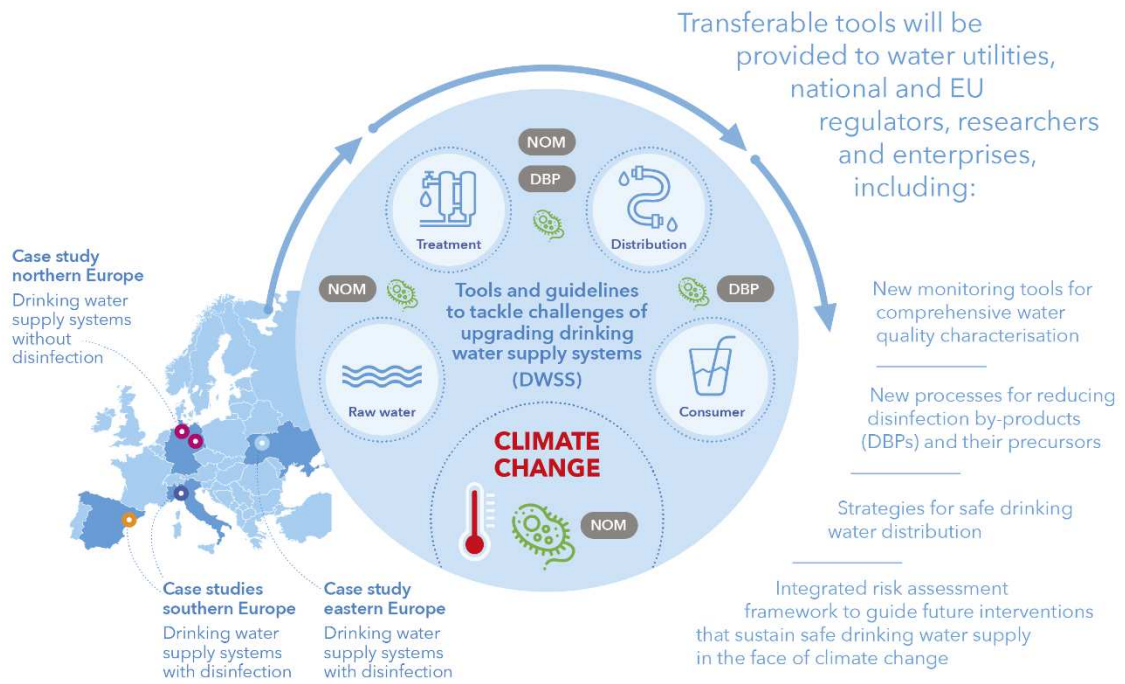 Transferable tools will be
provided to water utilities,
national and EU
regulators, researchers
and enterprises,
including:
New monitoring tools for
comprehensive water
quality characterisation
New processes for reducing
disinfection by-products
(DBPs) and their precursors
Strategies for safe drinking
water distribution
Integrated risk assessment
framework to guide future interventions
that sustain safe drinking water supply
in the face of climate change
NOM
DBP
Treatment
Distribution
NOM
DBP
Tools and guidelines
to tackle challenges of
upgrading drinking
water supply systems
(DWSS)
Raw water
Consumer
CLIMATE
CHANGE
NOM
Case study
northern Europe
Drinking water
supply systems
without
disinfection
Case studies
southern Europe
Drinking water
supply systems
with disinfection
Case study
eastern Europe
Drinking water
supply systems
with disinfection